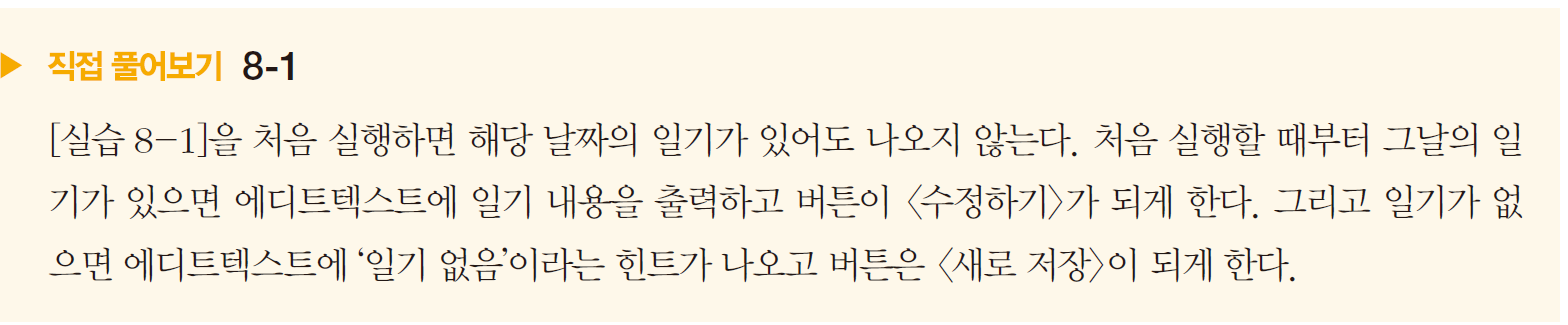 ▶ 직접 풀어보기 8-1
[실습 8-1]을 처음 실행하면 해당 날짜의 일기가 있어도 나오지 않는다. 처음 실행할 때부터 그날의 일
기가 있으면 에디트텍스트에 일기 내용을 출력하고 버튼이 〈수정하기〉가 되게 한다. 그리고 일기가 없
으면 에디트텍스트에 ‘일기 없음’이라는 힌트가 나오고 버튼은 〈새로 저장〉이 되게 한다.